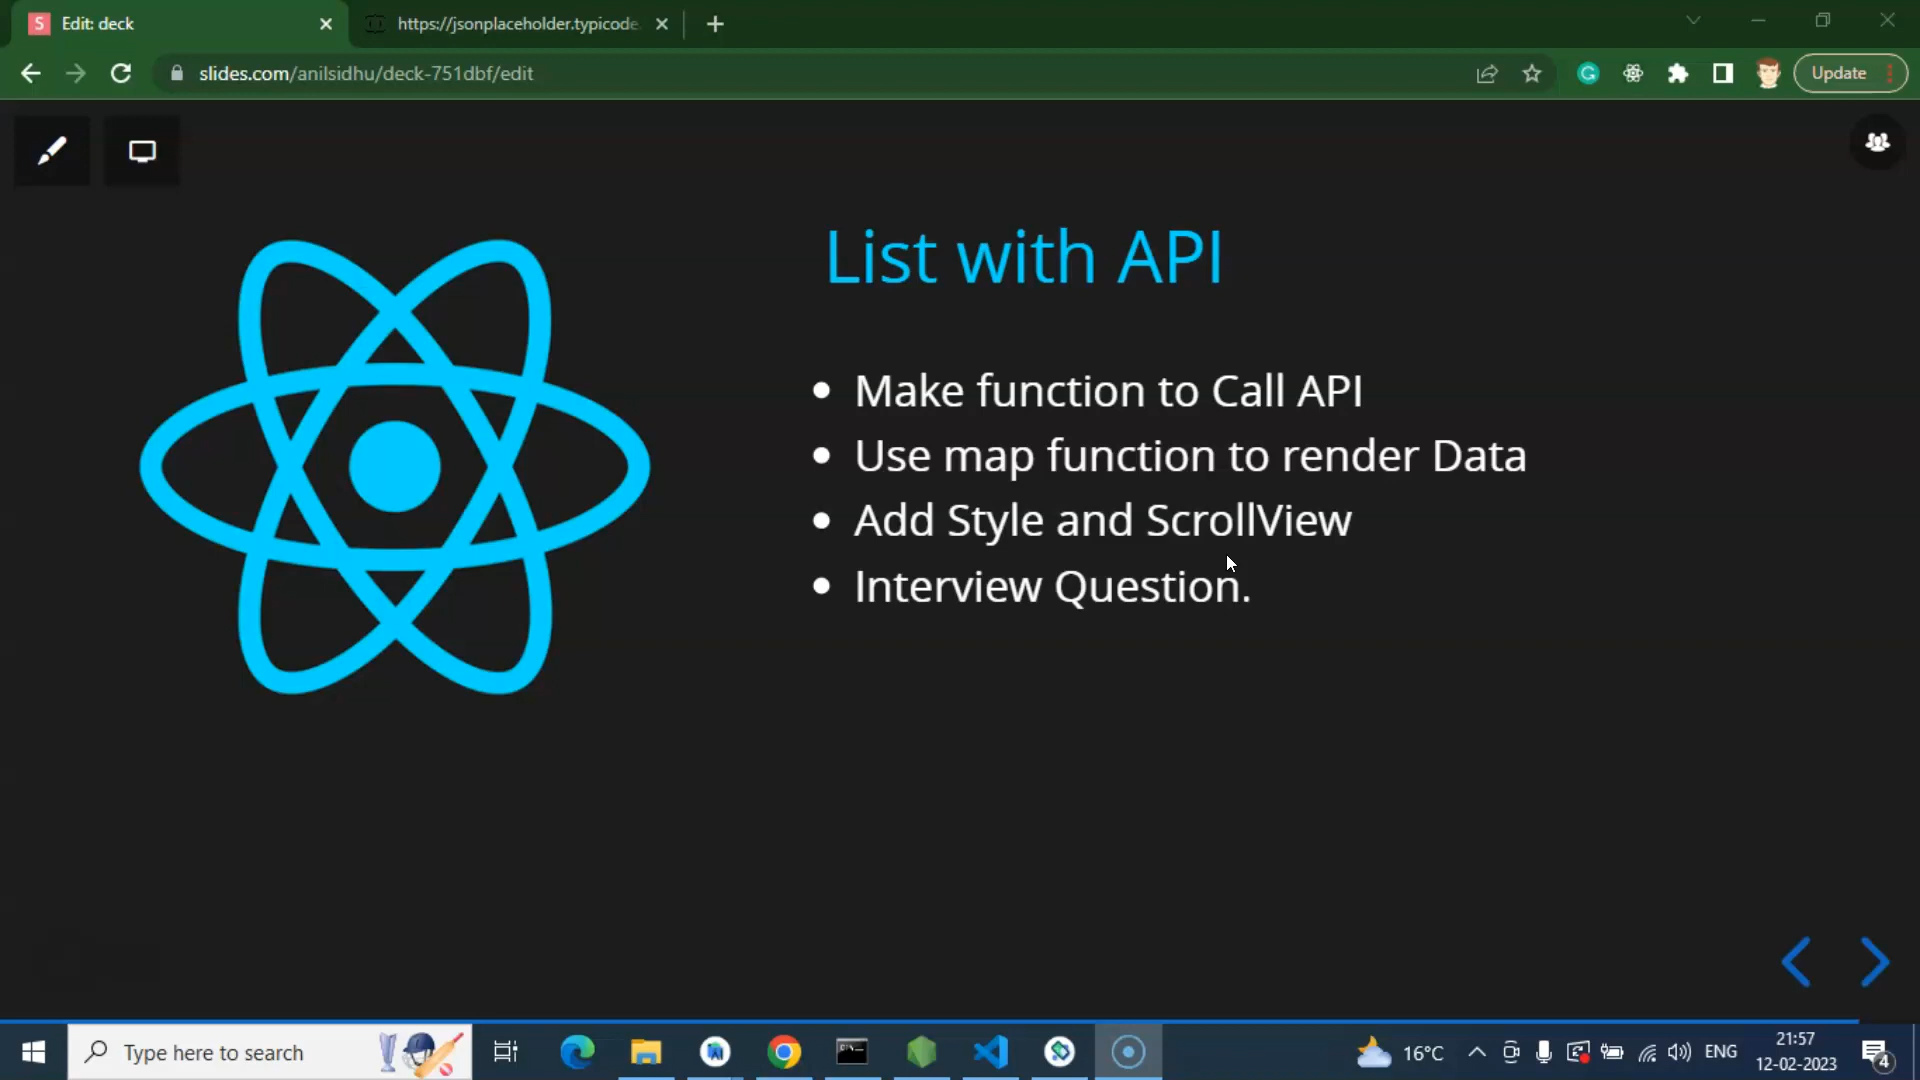 S Edit: deck
https://jsonplaceholder.typicode.
slides.com/anilsidhu/deck-751dbf/edit
G
Update
List with API
• Make function to Call API
• Use map function to render Data
• Add Style and ScrollView
• Interview Question.
Type here to search
16°C
ENG
21:57
12-02-2023
4